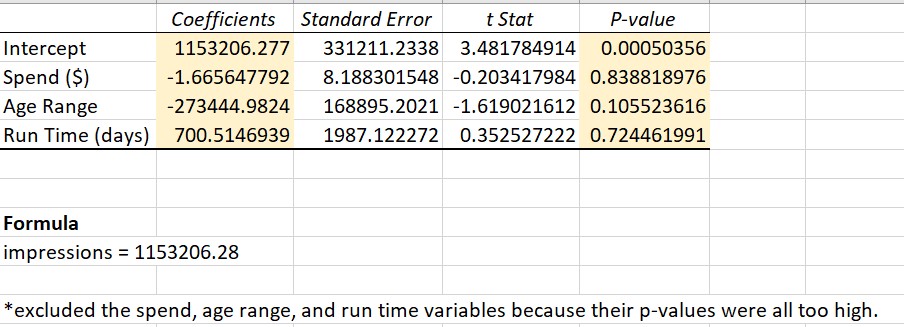 Coefficients Standard Error t Stat P-value
Intercept 1153206.277 331211.2338 3.481784914 0.00050356
Spend ($) -1.665647792 8.188301548 -0.203417984 0.838818976
Age Range -273444.9824 168895.2021 -1.619021612 0.105523616
Run Time (days) 700.5146939 1987.122272 0.352527222 0.724461991
Formula
impressions = 1153206.28
*excluded the spend, age range, and run time variables because their p-values were all too high.